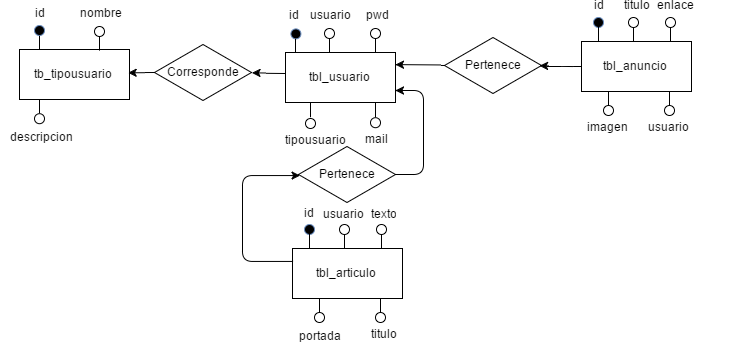 id titulo enlace
id nombre
id usuario pwd
tb_tipousuario
Corresponde
tbl_usuario
Pertenece
tbl_anuncio
descripcion
tipousuario mail
imagen usuario
Pertenece
id usuario texto
tbl_articulo
portada titulo